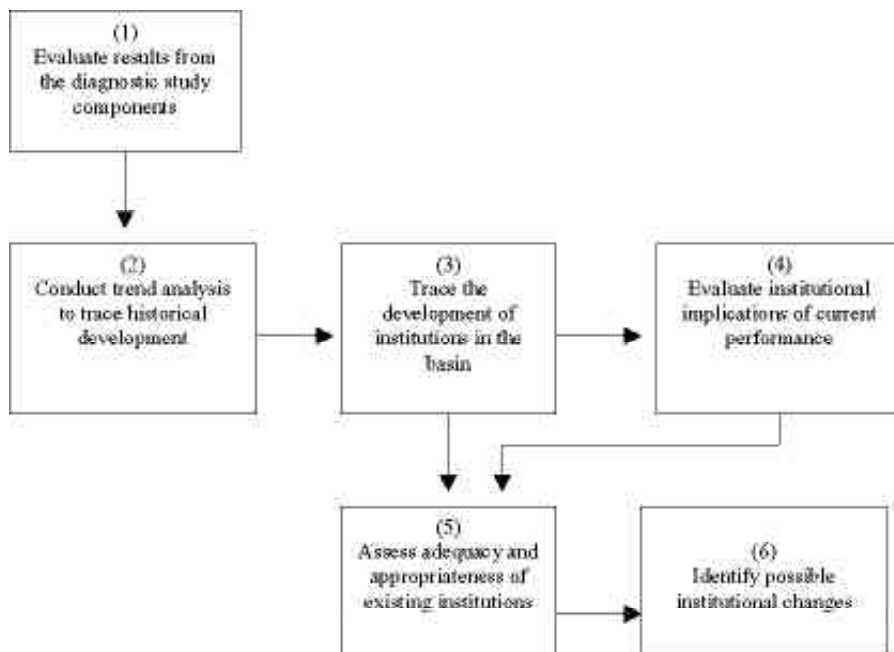 (1)
Evaluate results from
the diagnostic study
components
(2)
Conduct trend analysis
to trace historical
development
(3)
Trace the
development of
institutions in the
basin
(4)
Evaluate institutional
implications of current
performance
(5)
Assess adequacy and
appropriateness of
existing institutions
(6)
Identify possible
institutional changes